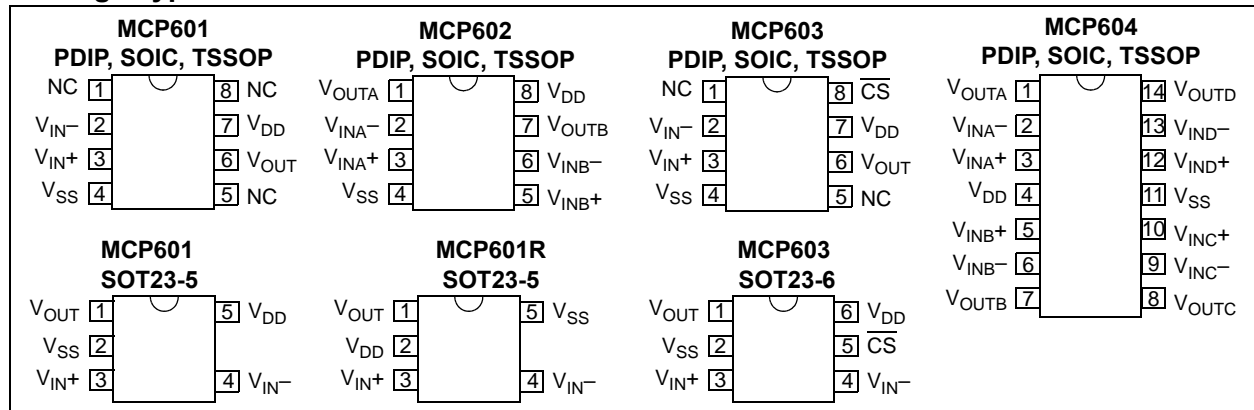 MCP601
PDIP, SOIC, TSSOP
NC 1 8 NC
VIN– 2 7 VDD
VIN+ 3 6 VOUT
VSS 4 5 NC
MCP602
PDIP, SOIC, TSSOP
VOUTA 1 8 VDD
VINA– 2 7 VOUTB
VINA+ 3 6 VINB–
VSS 4 5 VINB+
MCP603
PDIP, SOIC, TSSOP
NC 1 8 CS
VIN– 2 7 VDD
VIN+ 3 6 VOUT
VSS 4 5 NC
MCP604
PDIP, SOIC, TSSOP
VOUTA 1 14 VOUTD
VINA– 2 13 VIND–
VINA+ 3 12 VIND+
VDD 4 11 VSS
VINB+ 5 10 VINC+
VINB– 6 9 VINC–
VOUTB 7 8 VOUTC
MCP601
SOT23-5
VOUT 1 5 VDD
VSS 2
VIN+ 3 4 VIN–
MCP601R
SOT23-5
VOUT 1 5 VSS
VDD 2
VIN+ 3 4 VIN–
MCP603
SOT23-6
VOUT 1 6 VDD
VSS 2 5 CS
VIN+ 3 4 VIN–